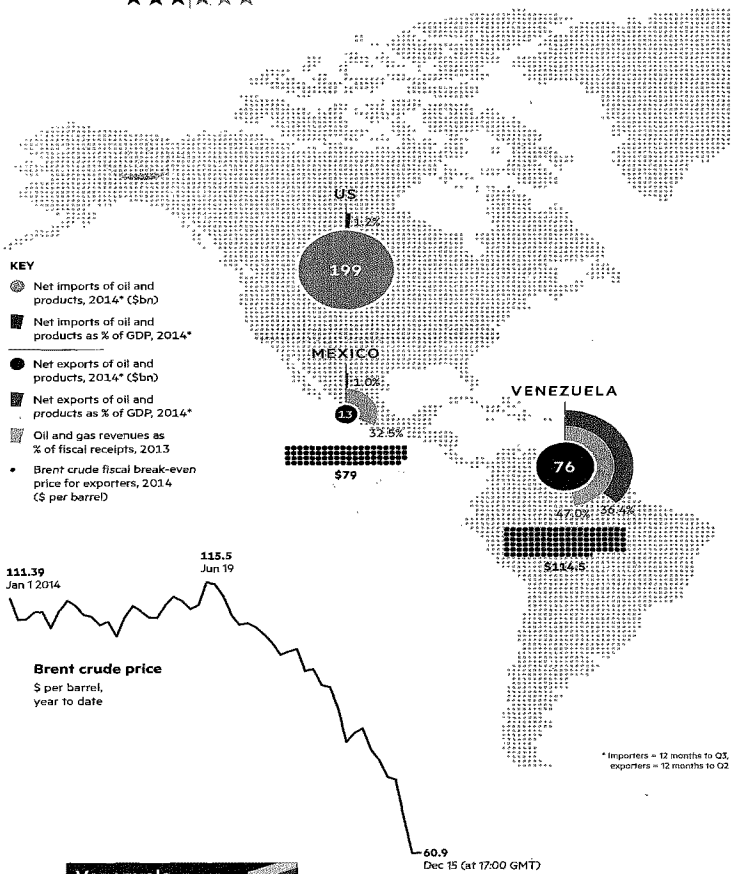 US
1.2%
199
KEY
Net imports of oil and
products, 2014* ($bn)
Net imports of oil and
products as % of GDP, 2014*
Net exports of oil and
products, 2014* ($bn)
Net exports of oil and
products as % of GDP, 2014*
Oil and gas revenues as
% of fiscal receipts, 2013
Brent crude fiscal break-even
price for exporters, 2014
($ per barrel)
MEXICO
1.0%
13
32.5%
$79
VENEZUELA
76
47.0% 36.4%
$114.5
111.39
Jan 1 2014
115.5
Jun 19
Brent crude price
$ per barrel,
year to date
* Importers = 12 months to Q3,
exporters = 12 months to Q2
60.9
Dec 15 (at 17:00 GMT)